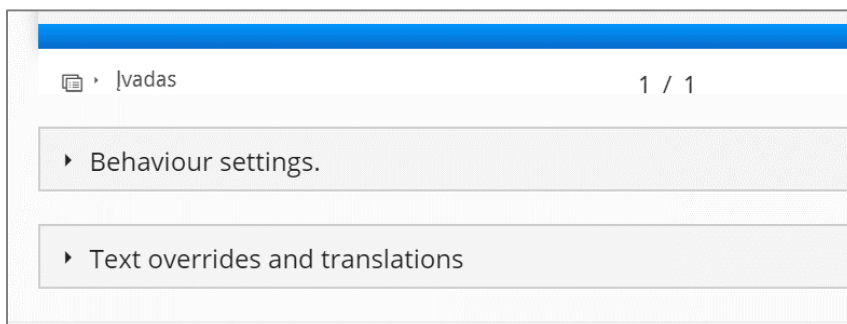 Įvadas
1 / 1
Behaviour settings.
Text overrides and translations